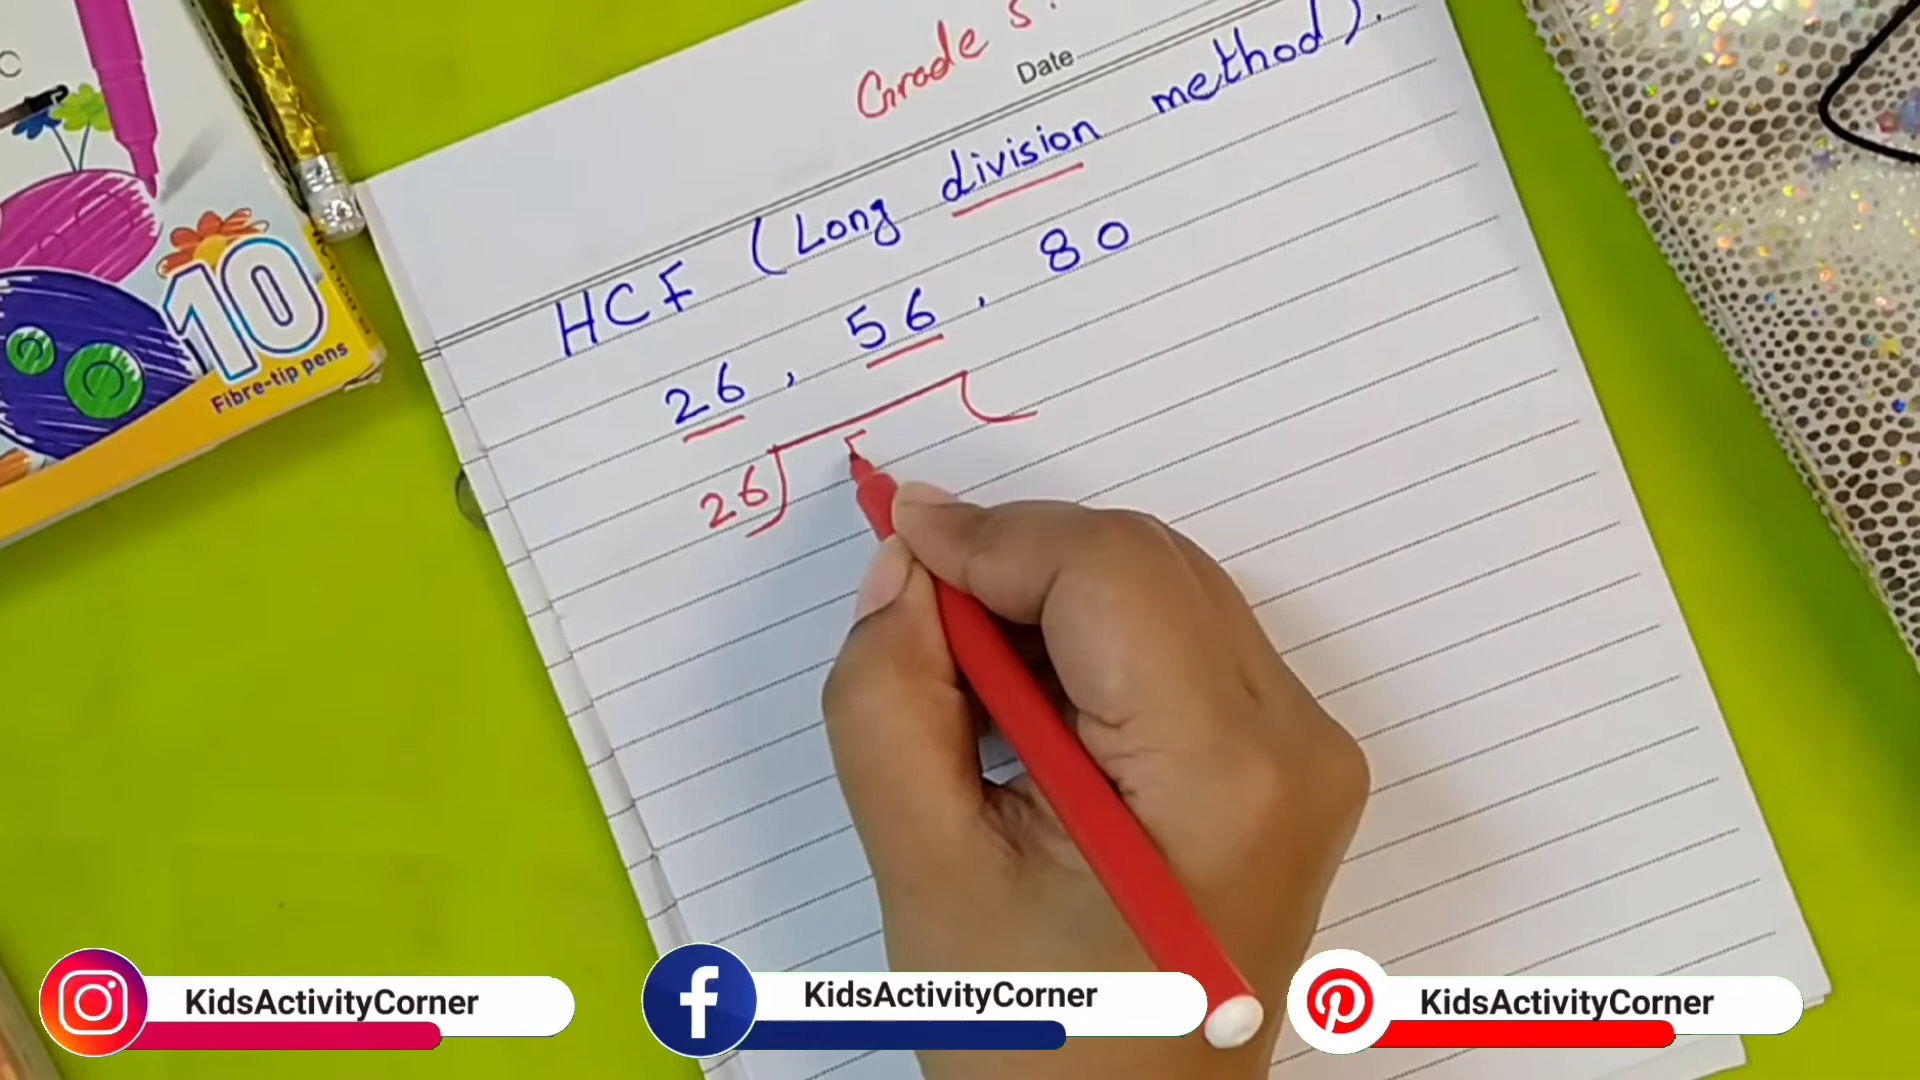 Grade 5.
Date
HCF (Long division method).
26, 56, 80
26
10
Fibre-tip pens
KidsActivityCorner
KidsActivityCorner
KidsActivityCorner